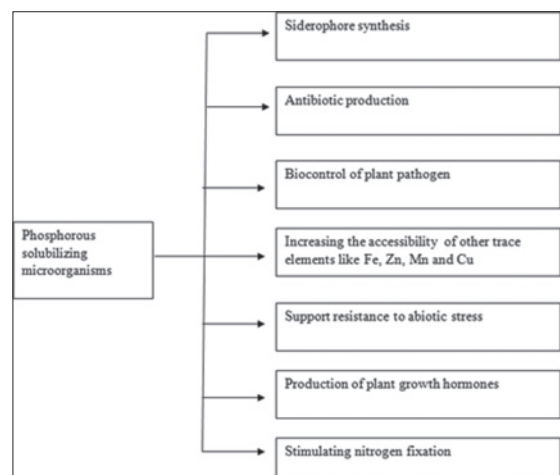 Siderophore synthesis
Antibiotic production
Biocontrol of plant pathogen
Phosphorous
solubilizing
microorganisms
Increasing the accessibility of other trace
elements like Fe, Zn, Mn and Cu
Support resistance to abiotic stress
Production of plant growth hormones
Stimulating nitrogen fixation